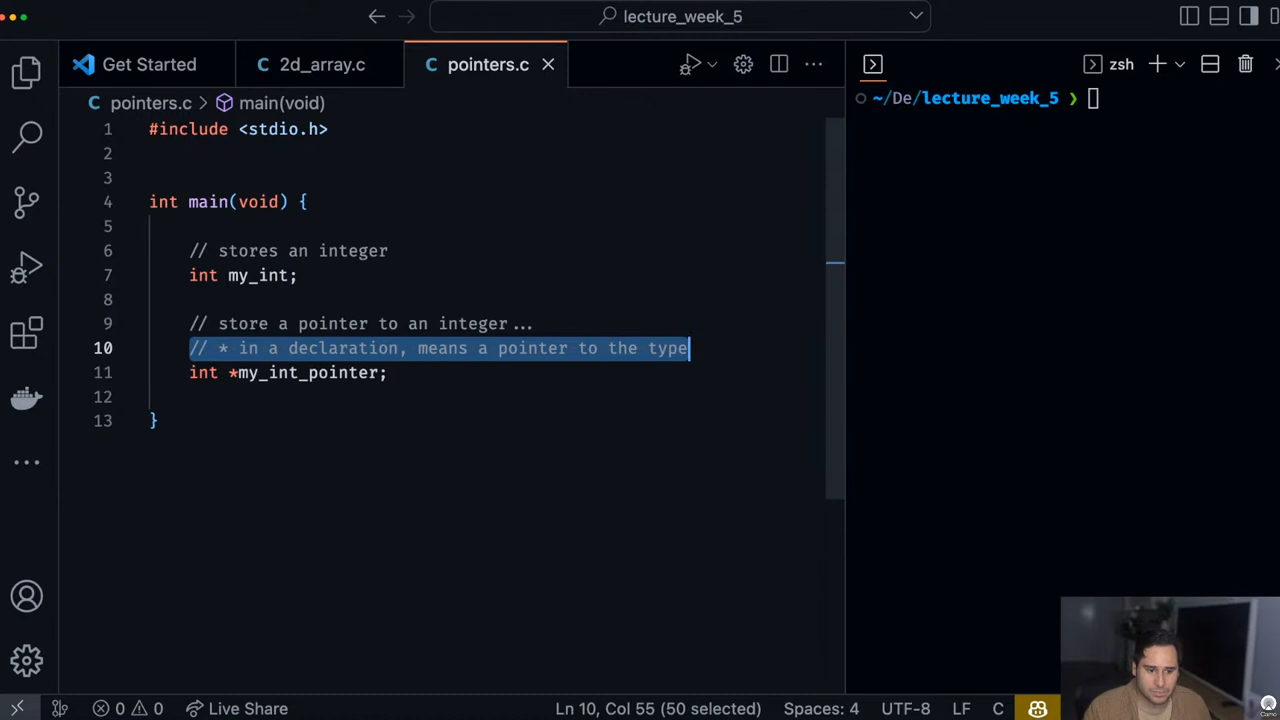 lecture_week_5
Get Started
C 2d_array.c
C pointers.c
zsh
C pointers.c > main(void)
~/De/lecture_week_5 ❯
1 #include <stdio.h>
2
3
4 int main(void) {
5
6 // stores an integer
7 int my_int;
8
9 // store a pointer to an integer...
10 // * in a declaration, means a pointer to the type
11 int *my_int_pointer;
12
13 }
0 0 Live Share Ln 10, Col 55 (50 selected) Spaces: 4 UTF-8 LF C
Camo